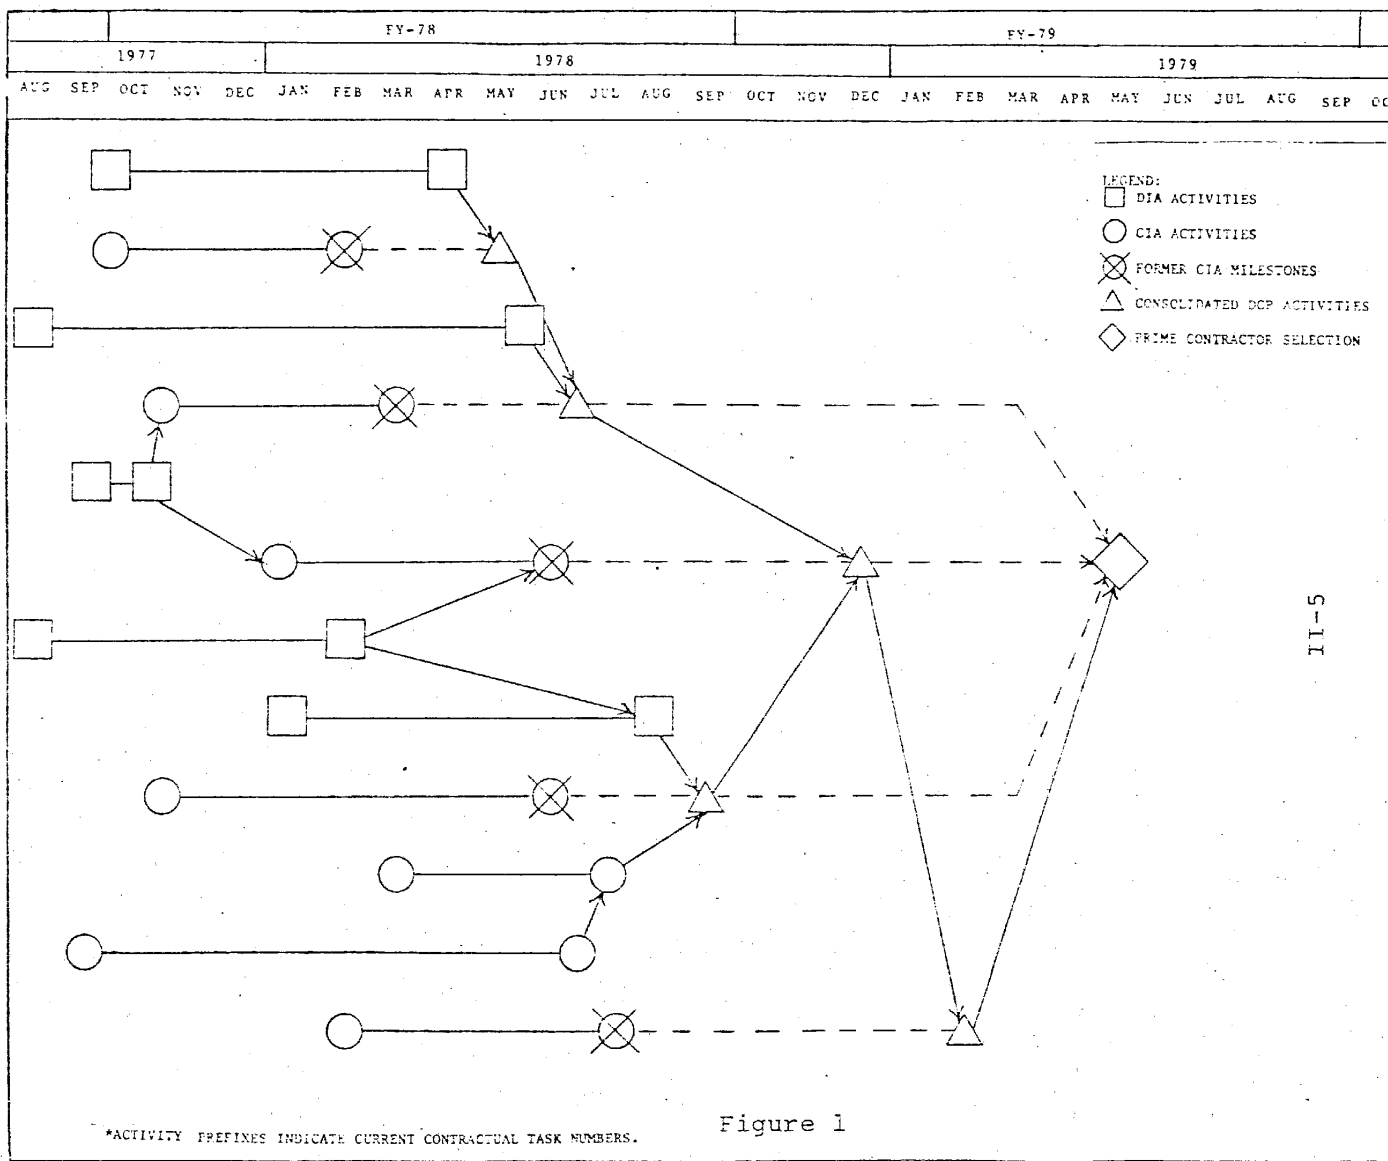 FY-78 FY-79
1977 1978 1979
AUG SEP OCT NOV DEC JAN FEB MAR APR MAY JUN JUL AUG SEP OCT NOV DEC JAN FEB MAR APR MAY JUN JUL AUG SEP OC
LEGEND:
DIA ACTIVITIES
CIA ACTIVITIES
FORMER CIA MILESTONES
CONSOLIDATED DCP ACTIVITIES
PRIME CONTRACTOR SELECTION
II-5
*ACTIVITY PREFIXES INDICATE CURRENT CONTRACTUAL TASK NUMBERS.
Figure 1